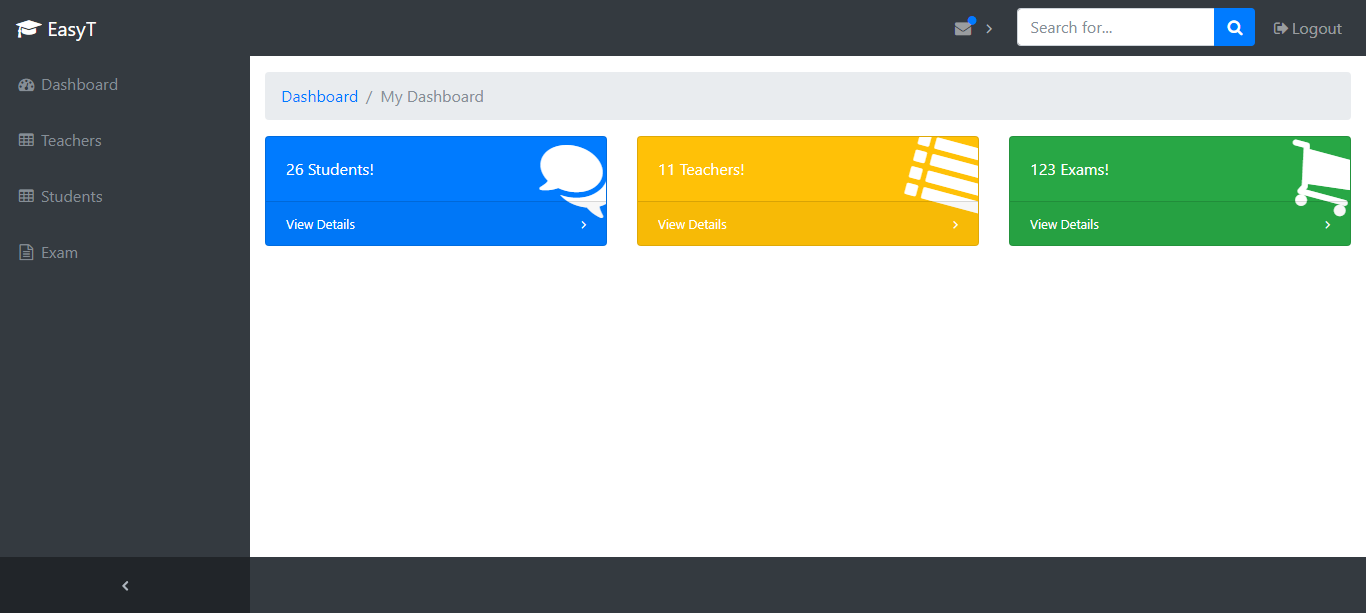 EasyT
Search for...
Logout
Dashboard
Teachers
Students
Exam
Dashboard / My Dashboard
26 Students!
View Details
11 Teachers!
View Details
123 Exams!
View Details